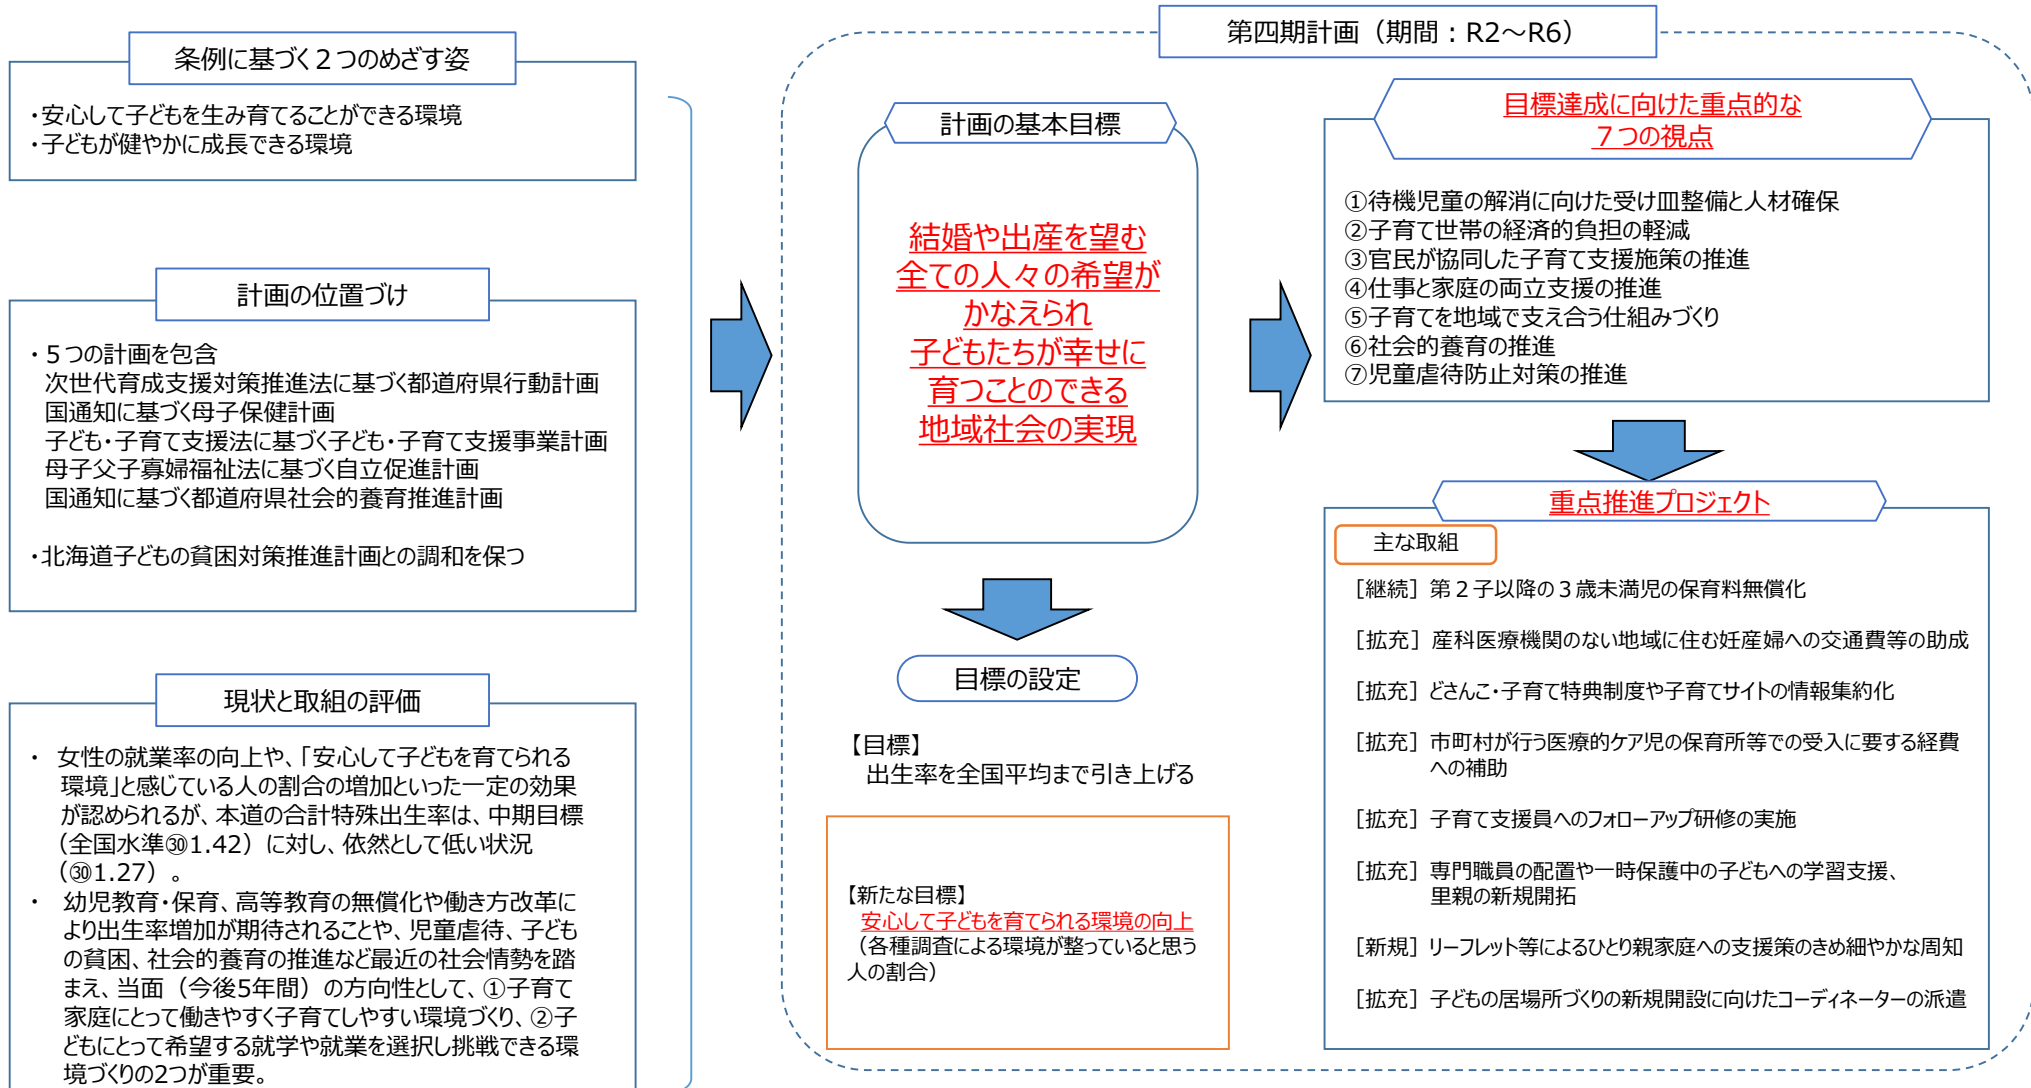 条例に基づく２つのめざす姿
・安心して子どもを生み育てることができる環境
・子どもが健やかに成長できる環境
計画の位置づけ
・５つの計画を包含
次世代育成支援対策推進法に基づく都道府県行動計画
国通知に基づく母子保健計画
子ども・子育て支援法に基づく子ども・子育て支援事業計画
母子父子寡婦福祉法に基づく自立促進計画
国通知に基づく都道府県社会的養育推進計画
・北海道子どもの貧困対策推進計画との調和を保つ
現状と取組の評価
・ 女性の就業率の向上や、「安心して子どもを育てられる
環境」と感じている人の割合の増加といった一定の効果
が認められるが、本道の合計特殊出生率は、中期目標
（全国水準㉚1.42）に対し、依然として低い状況
（㉚1.27）。
・ 幼児教育・保育、高等教育の無償化や働き方改革に
より出生率増加が期待されることや、児童虐待、子ども
の貧困、社会的養育の推進など最近の社会情勢を踏
まえ、当面（今後5年間）の方向性として、①子育て
家庭にとって働きやすく子育てしやすい環境づくり、②子
どもにとって希望する就学や就業を選択し挑戦できる環
境づくりの2つが重要。
第四期計画（期間：R2～R6）
計画の基本目標
結婚や出産を望む
全ての人々の希望が
かなえられ
子どもたちが幸せに
育つことのできる
地域社会の実現
目標の設定
【目標】
出生率を全国平均まで引き上げる
【新たな目標】
安心して子どもを育てられる環境の向上
（各種調査による環境が整っていると思う
人の割合）
目標達成に向けた重点的な
７つの視点
①待機児童の解消に向けた受け皿整備と人材確保
②子育て世帯の経済的負担の軽減
③官民が協同した子育て支援施策の推進
④仕事と家庭の両立支援の推進
⑤子育てを地域で支え合う仕組みづくり
⑥社会的養育の推進
⑦児童虐待防止対策の推進
重点推進プロジェクト
主な取組
［継続］第２子以降の３歳未満児の保育料無償化
［拡充］産科医療機関のない地域に住む妊産婦への交通費等の助成
［拡充］どさんこ・子育て特典制度や子育てサイトの情報集約化
［拡充］市町村が行う医療的ケア児の保育所等での受入に要する経費
への補助
［拡充］子育て支援員へのフォローアップ研修の実施
［拡充］専門職員の配置や一時保護中の子どもへの学習支援、
里親の新規開拓
［新規］リーフレット等によるひとり親家庭への支援策のきめ細やかな周知
［拡充］子どもの居場所づくりの新規開設に向けたコーディネーターの派遣